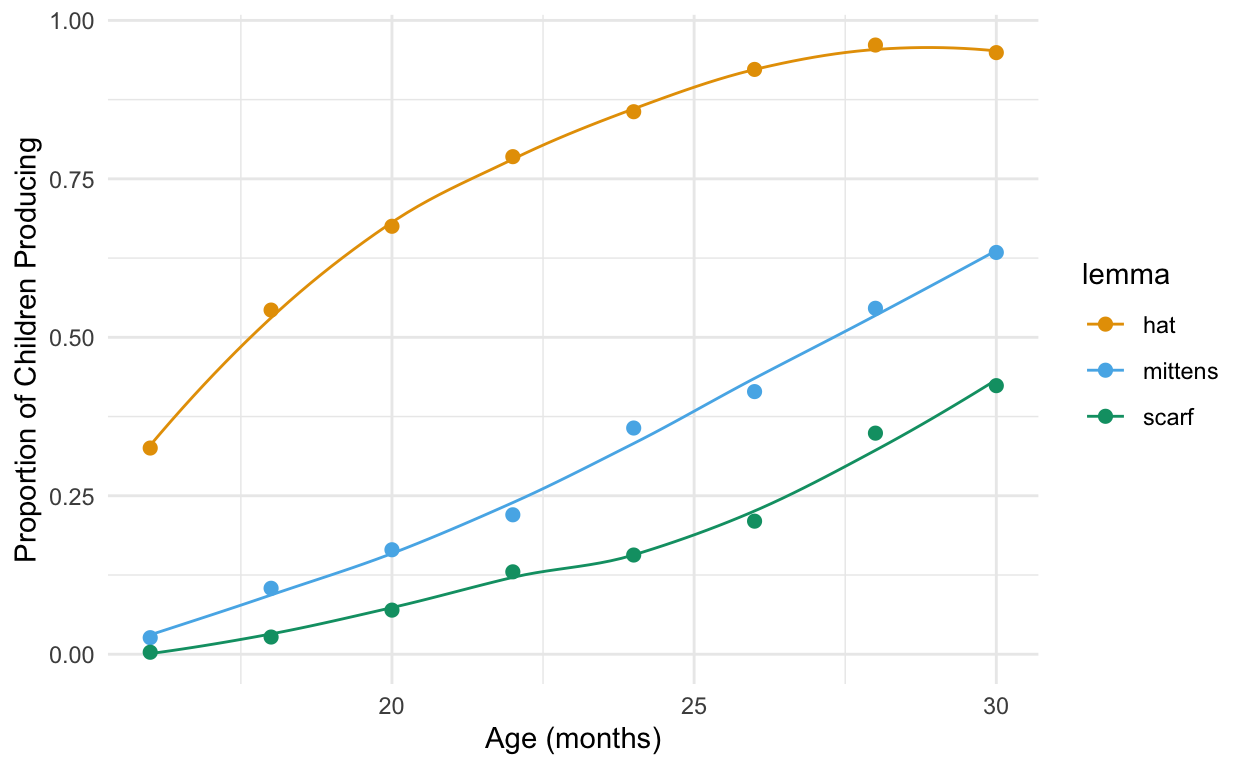 1.00
0.75
0.50
0.25
0.00
Proportion of Children Producing
20
25
30
Age (months)
lemma
hat
mittens
scarf